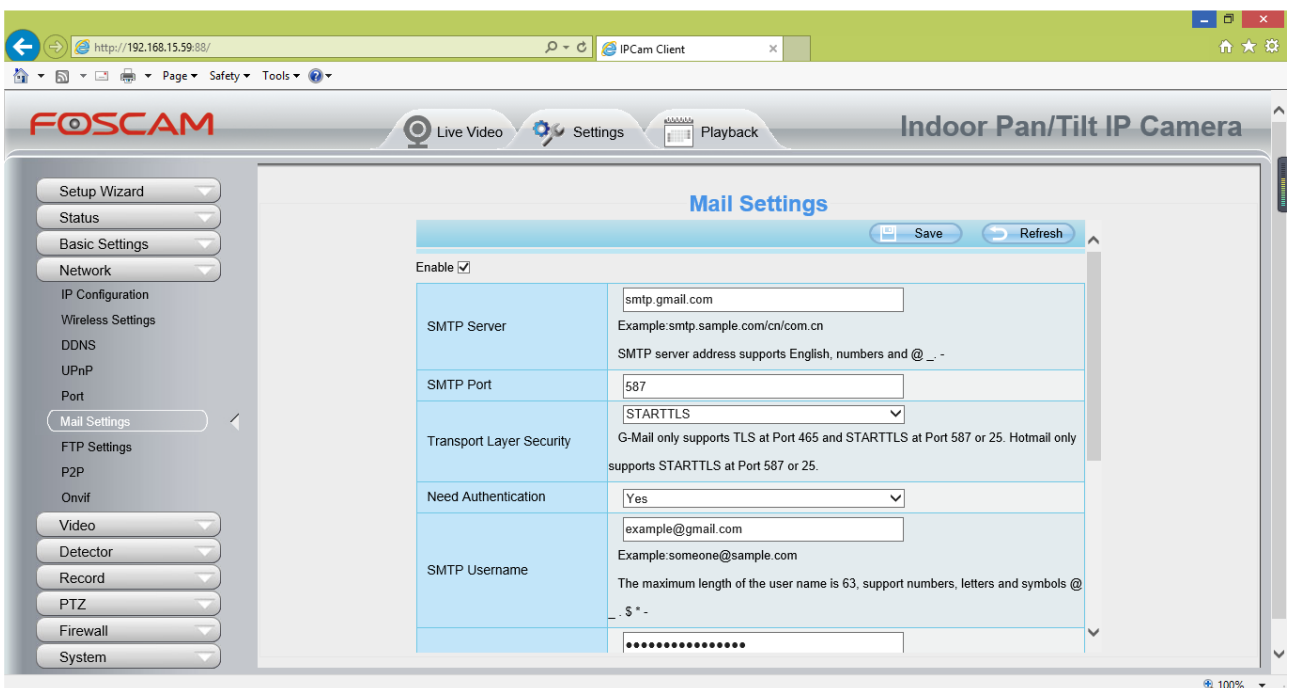 http://192.168.15.59:88/
IPCam Client
Page
Safety
Tools
FOSCAM
Live Video
Settings
Playback
Indoor Pan/Tilt IP Camera
Setup Wizard
Status
Basic Settings
Network
IP Configuration
Wireless Settings
DDNS
UPnP
Port
Mail Settings
FTP Settings
P2P
Onvif
Video
Detector
Record
PTZ
Firewall
System
Mail Settings
Save
Refresh
Enable
SMTP Server
smtp.gmail.com
Example:smtp.sample.com/cn/com.cn
SMTP server address supports English, numbers and @ _. -
SMTP Port
587
Transport Layer Security
STARTTLS
G-Mail only supports TLS at Port 465 and STARTTLS at Port 587 or 25. Hotmail only
supports STARTTLS at Port 587 or 25.
Need Authentication
Yes
SMTP Username
example@gmail.com
Example:someone@sample.com
The maximum length of the user name is 63, support numbers, letters and symbols @
_ . $ * -
100%